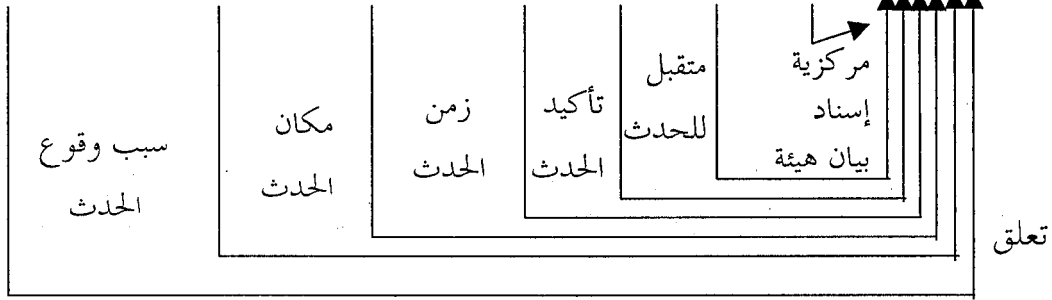 مركزية
إسناد
بيان هيئة
متقبل
للحدث
تأكيد
الحدث
زمن
الحدث
مكان
الحدث
سبب وقوع
الحدث
تعلق